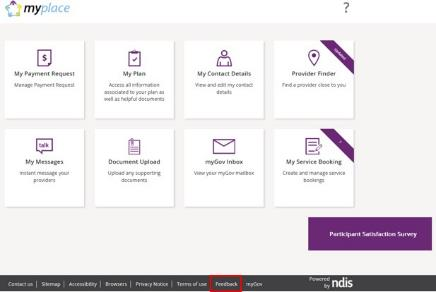 myplace
?
My Payment Request
Manage Payment Request
My Plan
Access all information
associated to your plan as
well as helpful documents
My Contact Details
View and edit my contact
details
Updated
Provider Finder
Find a provider close to you
talk
My Messages
Instant message your
providers
Document Upload
Upload any supporting
documents
myGov Inbox
View your myGov mailbox
My Service Booking
Create and manage service
bookings
Participant Satisfaction Survey
Contact us | Sitemap | Accessibility | Browsers | Privacy Notice | Terms of use | Feedback | myGov
Powered by ndis